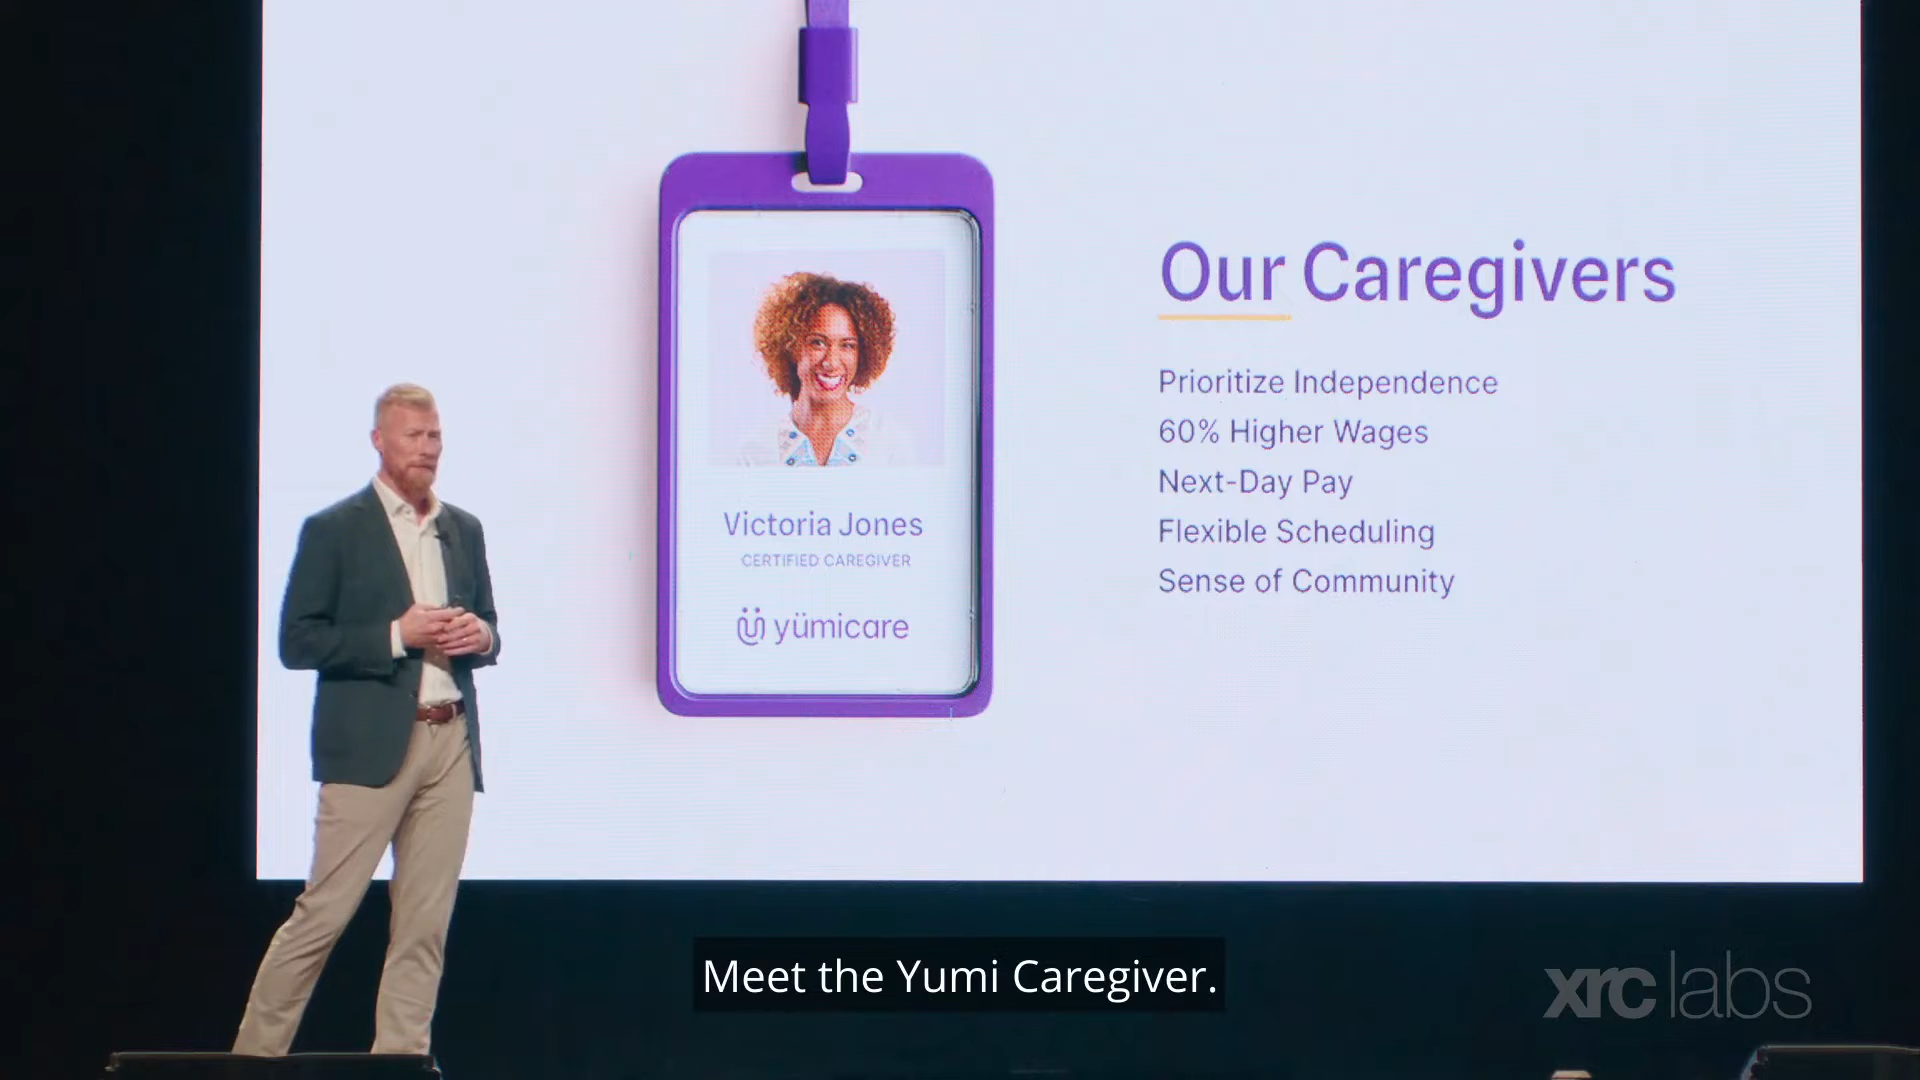 Our Caregivers
Prioritize Independence
60% Higher Wages
Next-Day Pay
Flexible Scheduling
Sense of Community
Victoria Jones
CERTIFIED CAREGIVER
yümicare
Meet the Yumi Caregiver.
xrc labs